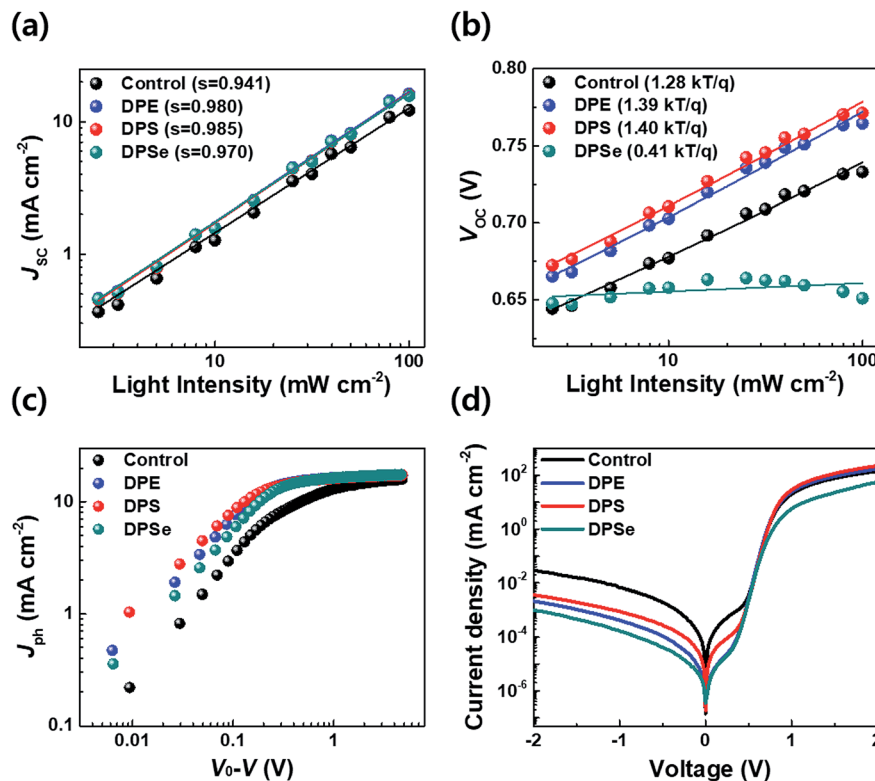 (a)
Control (s=0.941)
DPE (s=0.980)
DPS (s=0.985)
DPSe (s=0.970)
10
1
J_SC (mA cm⁻²)
10
100
Light Intensity (mW cm⁻²)
(b)
Control (1.28 kT/q)
DPE (1.39 kT/q)
DPS (1.40 kT/q)
DPSe (0.41 kT/q)
0.80
0.75
0.70
0.65
0.60
V_OC (V)
10
100
Light Intensity (mW cm⁻²)
(c)
Control
DPE
DPS
DPSe
10
1
0.1
J_ph (mA cm⁻²)
0.01
0.1
1
V₀-V (V)
(d)
Control
DPE
DPS
DPSe
10²
10⁰
10⁻²
10⁻⁴
10⁻⁶
Current density (mA cm⁻²)
-2
-1
0
1
2
Voltage (V)